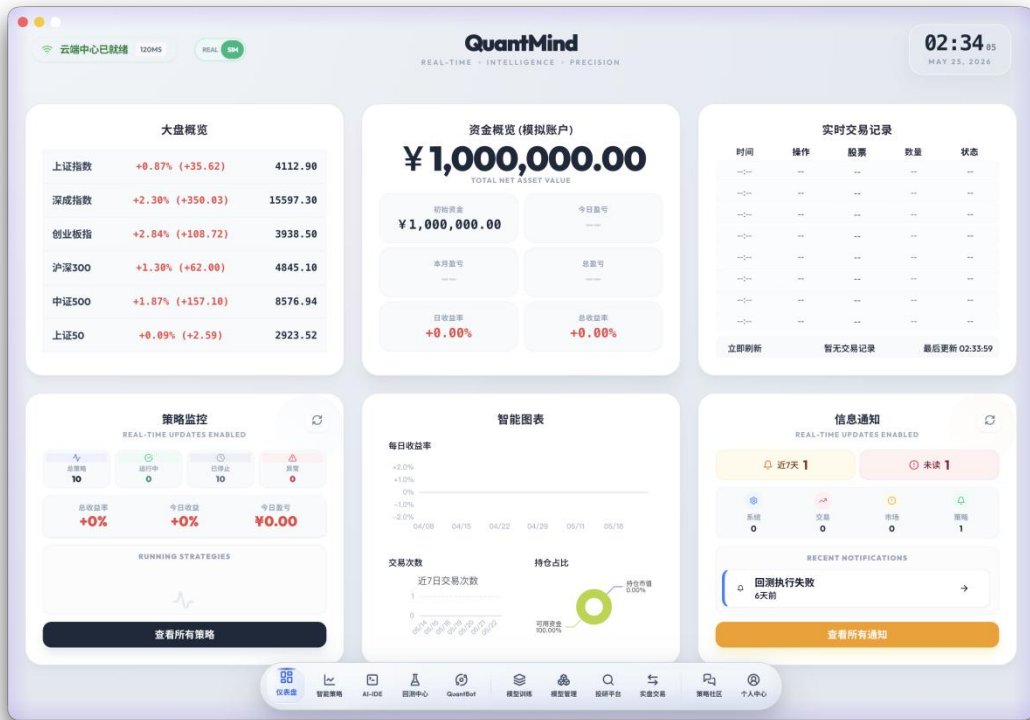 云端中心已就绪 120MS REAL SIM
QuantMind
REAL-TIME • INTELLIGENCE • PRECISION
02:34 05
MAY 25, 2026
大盘概览
上证指数 +0.87% (+35.62) 4112.90
深成指数 +2.30% (+350.03) 15597.30
创业板指 +2.84% (+108.72) 3938.50
沪深300 +1.30% (+62.00) 4845.10
中证500 +1.87% (+157.10) 8576.94
上证50 +0.09% (+2.59) 2923.52
资金概览 (模拟账户)
¥1,000,000.00
TOTAL NET ASSET VALUE
初始资金 今日盈亏
¥1,000,000.00 ——
本月盈亏 总盈亏
—— ——
日收益率 总收益率
+0.00% +0.00%
实时交易记录
时间 操作 股票 数量 状态
--:-- -- -- -- --
--:-- -- -- -- --
--:-- -- -- -- --
--:-- -- -- -- --
--:-- -- -- -- --
--:-- -- -- -- --
--:-- -- -- -- --
--:-- -- -- -- --
立即刷新 暂无交易记录 最后更新 02:33:59
策略监控
REAL-TIME UPDATES ENABLED
总策略 运行中 已停止 异常
10 0 10 0
总收益率 今日收益 今日盈亏
+0% +0% ¥0.00
RUNNING STRATEGIES
查看所有策略
智能图表
每日收益率
+2.0%
+1.0%
0%
-1.0%
-2.0%
04/08 04/15 04/22 04/29 05/11 05/18
交易次数 持仓占比
近7日交易次数
1
0
05/14 05/15 05/18 05/19 05/20 05/21 05/22
持仓市值
0.00%
可用资金
100.00%
信息通知
REAL-TIME UPDATES ENABLED
近7天 1 未读 1
系统 交易 市场 策略
0 0 0 1
RECENT NOTIFICATIONS
回测执行失败
6天前
查看所有通知
仪表盘 智能策略 AI-IDE 回测中心 QuantBot 模型训练 模型管理 投研平台 实盘交易 策略社区 个人中心